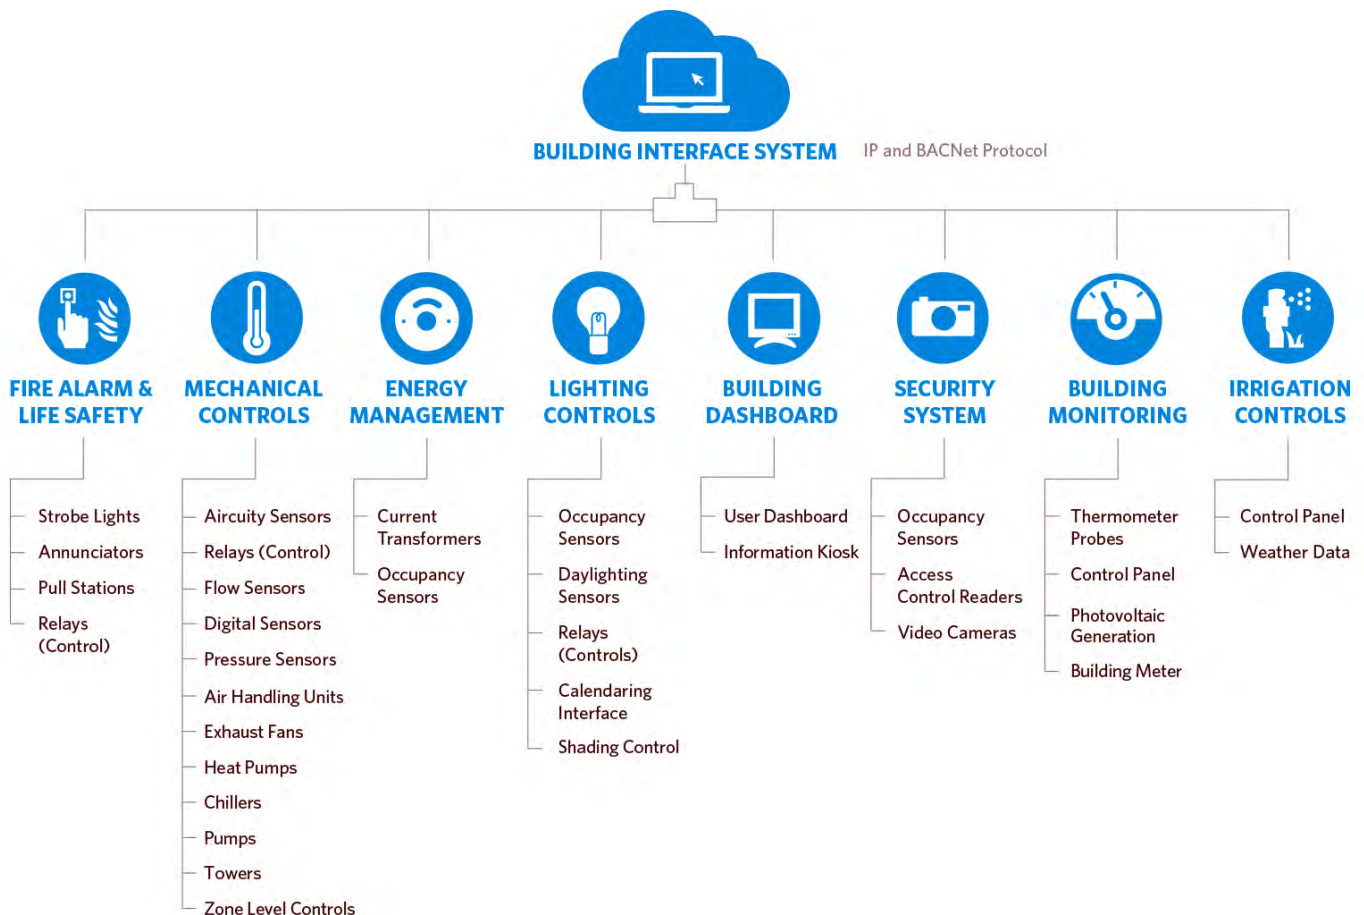 BUILDING INTERFACE SYSTEM
IP and BACNet Protocol
FIRE ALARM &
LIFE SAFETY
Strobe Lights
Annunciators
Pull Stations
Relays
(Control)
MECHANICAL
CONTROLS
Aircuity Sensors
Relays (Control)
Flow Sensors
Digital Sensors
Pressure Sensors
Air Handling Units
Exhaust Fans
Heat Pumps
Chillers
Pumps
Towers
Zone Level Controls
ENERGY
MANAGEMENT
Current
Transformers
Occupancy
Sensors
LIGHTING
CONTROLS
Occupancy
Sensors
Daylighting
Sensors
Relays
(Controls)
Calendaring
Interface
Shading Control
BUILDING
DASHBOARD
User Dashboard
Information Kiosk
SECURITY
SYSTEM
Occupancy
Sensors
Access
Control Readers
Video Cameras
BUILDING
MONITORING
Thermometer
Probes
Control Panel
Photovoltaic
Generation
Building Meter
IRRIGATION
CONTROLS
Control Panel
Weather Data